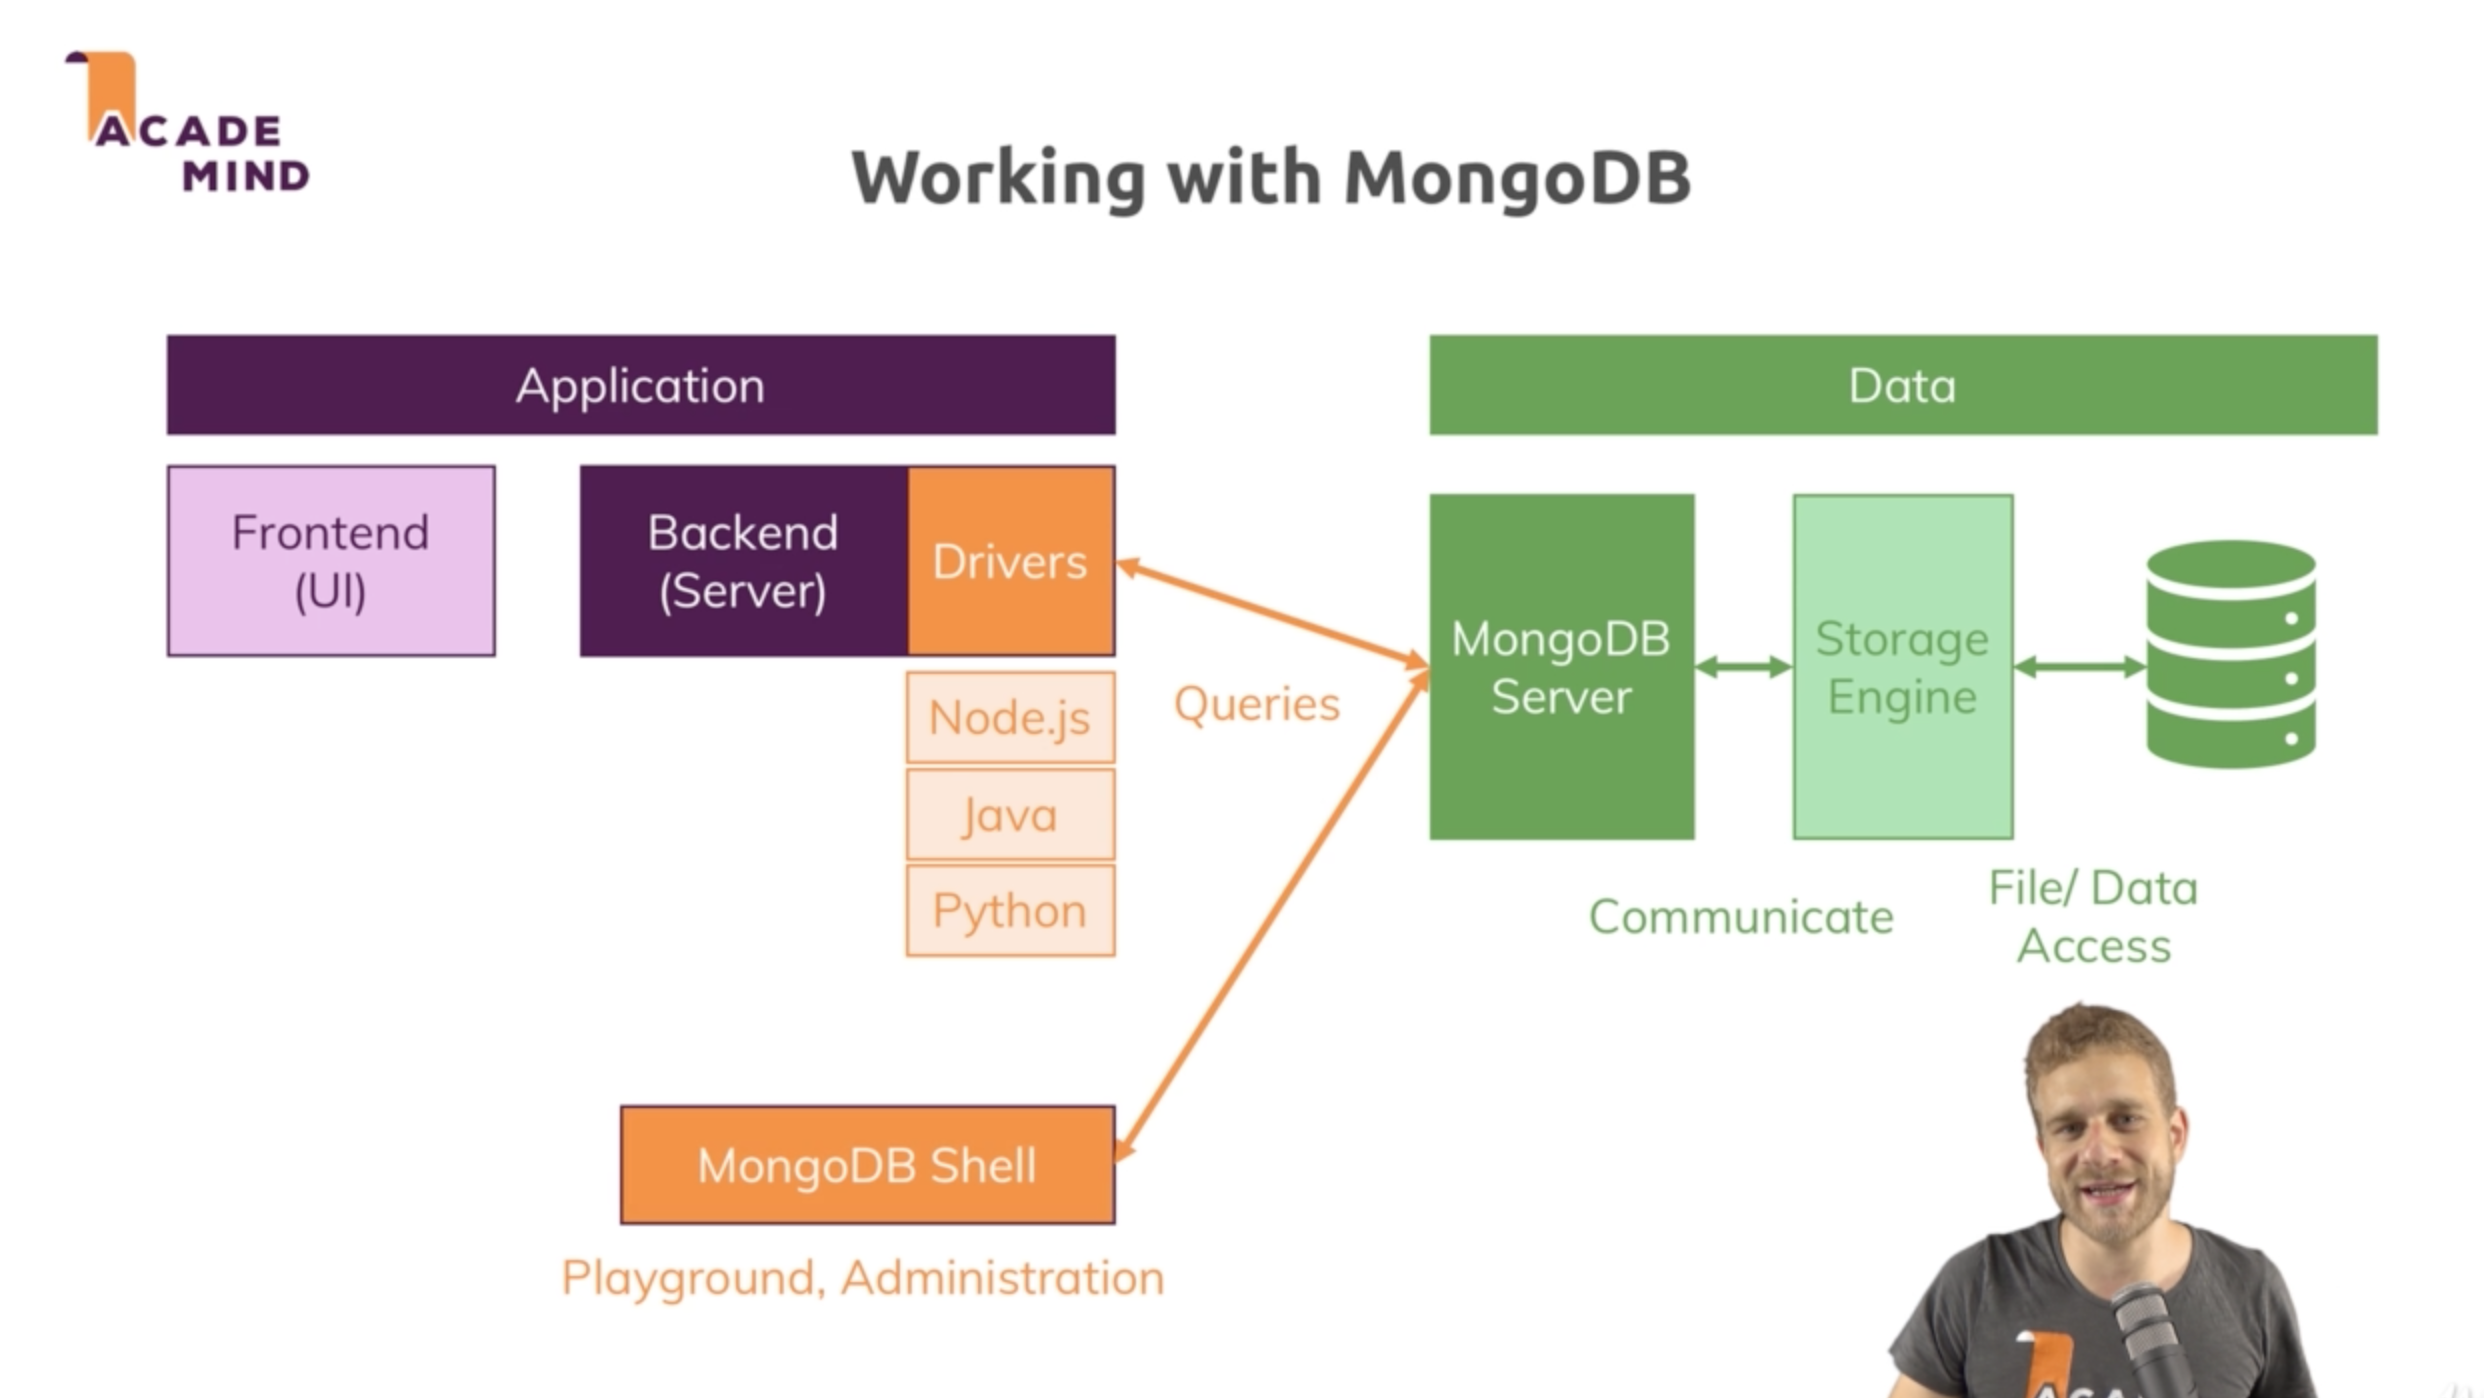 ACADE
MIND
Working with MongoDB
Application
Data
Frontend
(UI)
Backend
(Server)
Drivers
Node.js
Java
Python
Queries
MongoDB
Server
Storage
Engine
Communicate
File/ Data
Access
MongoDB Shell
Playground, Administration
ACA